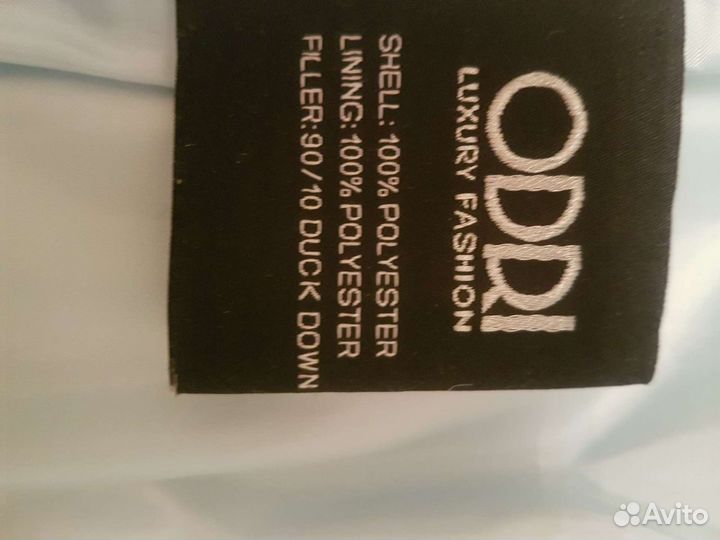 ODRI
LUXURY FASHION
SHELL: 100% POLYESTER
LINING: 100% POLYESTER
FILLER: 90/10 DUCK DOWN
Avito